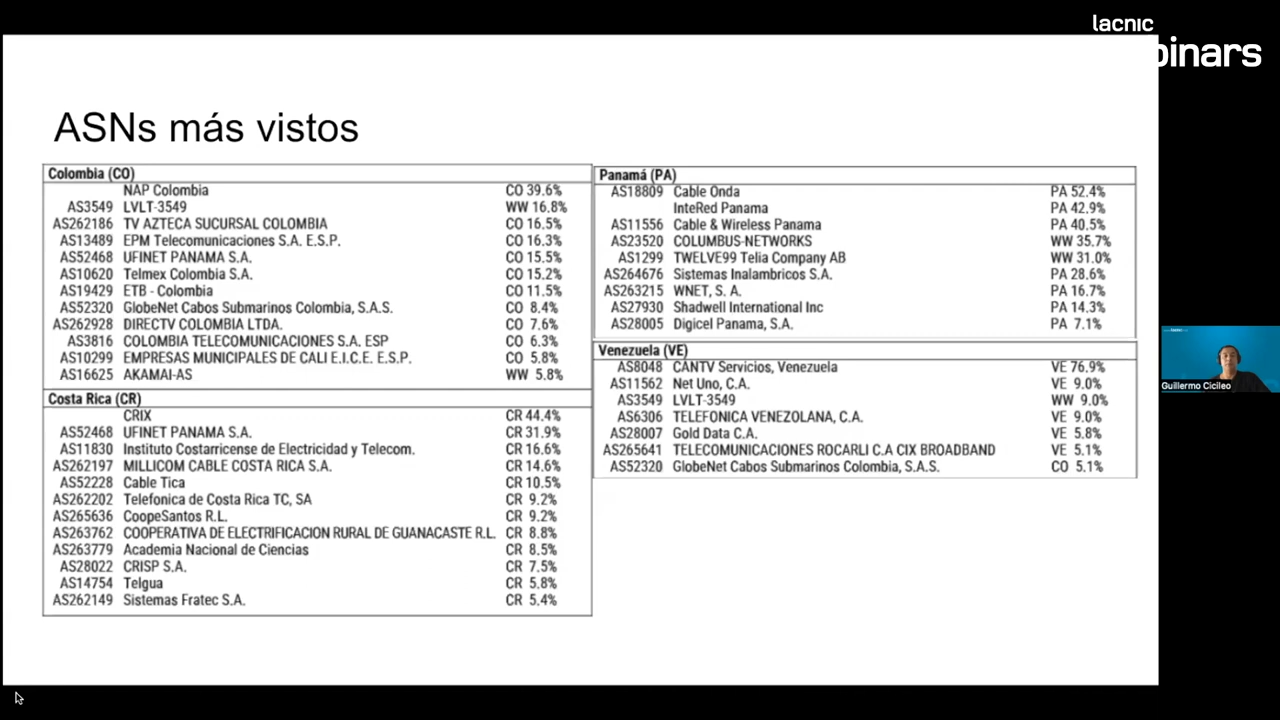 lacnic
binars
ASNs más vistos
Colombia (CO)
NAP Colombia CO 39.6%
AS3549 LVLT-3549 WW 16.8%
AS262186 TV AZTECA SUCURSAL COLOMBIA CO 16.5%
AS13489 EPM Telecomunicaciones S.A. E.S.P. CO 16.3%
AS52468 UFINET PANAMA S.A. CO 15.5%
AS10620 Telmex Colombia S.A. CO 15.2%
AS19429 ETB - Colombia CO 11.5%
AS52320 GlobeNet Cabos Submarinos Colombia, S.A.S. CO 8.4%
AS262928 DIRECTV COLOMBIA LTDA. CO 7.6%
AS3816 COLOMBIA TELECOMUNICACIONES S.A. ESP CO 6.3%
AS10299 EMPRESAS MUNICIPALES DE CALI E.I.C.E. E.S.P. CO 5.8%
AS16625 AKAMAI-AS WW 5.8%
Costa Rica (CR)
CRIX CR 44.4%
AS52468 UFINET PANAMA S.A. CR 31.9%
AS11830 Instituto Costarricense de Electricidad y Telecom. CR 16.6%
AS262197 MILLICOM CABLE COSTA RICA S.A. CR 14.6%
AS52228 Cable Tica CR 10.5%
AS262202 Telefonica de Costa Rica TC, SA CR 9.2%
AS265636 CoopeSantos R.L. CR 9.2%
AS263762 COOPERATIVA DE ELECTRIFICACION RURAL DE GUANACASTE R.L. CR 8.8%
AS263779 Academia Nacional de Ciencias CR 8.5%
AS28022 CRISP S.A. CR 7.5%
AS14754 Telgua CR 5.8%
AS262149 Sistemas Fratec S.A. CR 5.4%
Panamá (PA)
AS18809 Cable Onda PA 52.4%
InteRed Panama PA 42.9%
AS11556 Cable & Wireless Panama PA 40.5%
AS23520 COLUMBUS-NETWORKS WW 35.7%
AS1299 TWELVE99 Telia Company AB WW 31.0%
AS264676 Sistemas Inalambricos S.A. PA 28.6%
AS263215 WNET, S. A. PA 16.7%
AS27930 Shadwell International Inc PA 14.3%
AS28005 Digicel Panama, S.A. PA 7.1%
Venezuela (VE)
AS8048 CANTV Servicios, Venezuela VE 76.9%
AS11562 Net Uno, C.A. VE 9.0%
AS3549 LVLT-3549 WW 9.0%
AS6306 TELEFONICA VENEZOLANA, C.A. VE 9.0%
AS28007 Gold Data C.A. VE 5.8%
AS265641 TELECOMUNICACIONES ROCARLI C.A CIX BROADBAND VE 5.1%
AS52320 GlobeNet Cabos Submarinos Colombia, S.A.S. CO 5.1%
Guillermo Cicileo